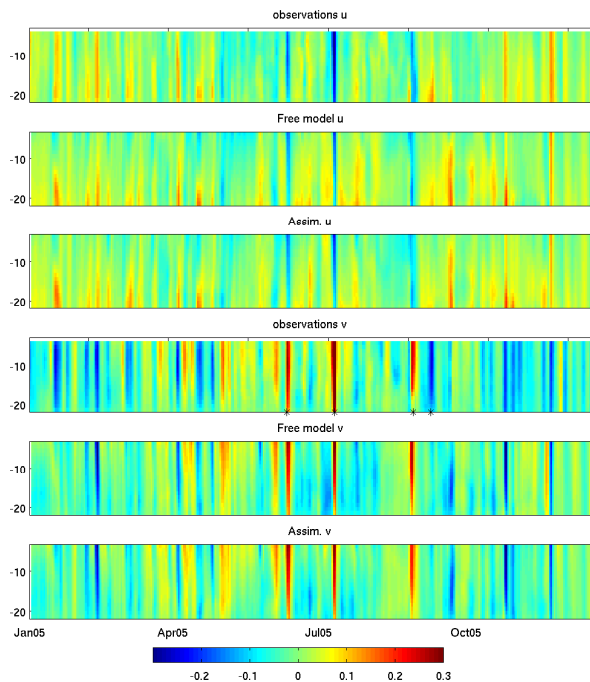 observations u
-10
-20
Free model u
-10
-20
Assim. u
-10
-20
observations v
-10
-20
Free model v
-10
-20
Assim. v
-10
-20
Jan05 Apr05 Jul05 Oct05
-0.2 -0.1 0 0.1 0.2 0.3